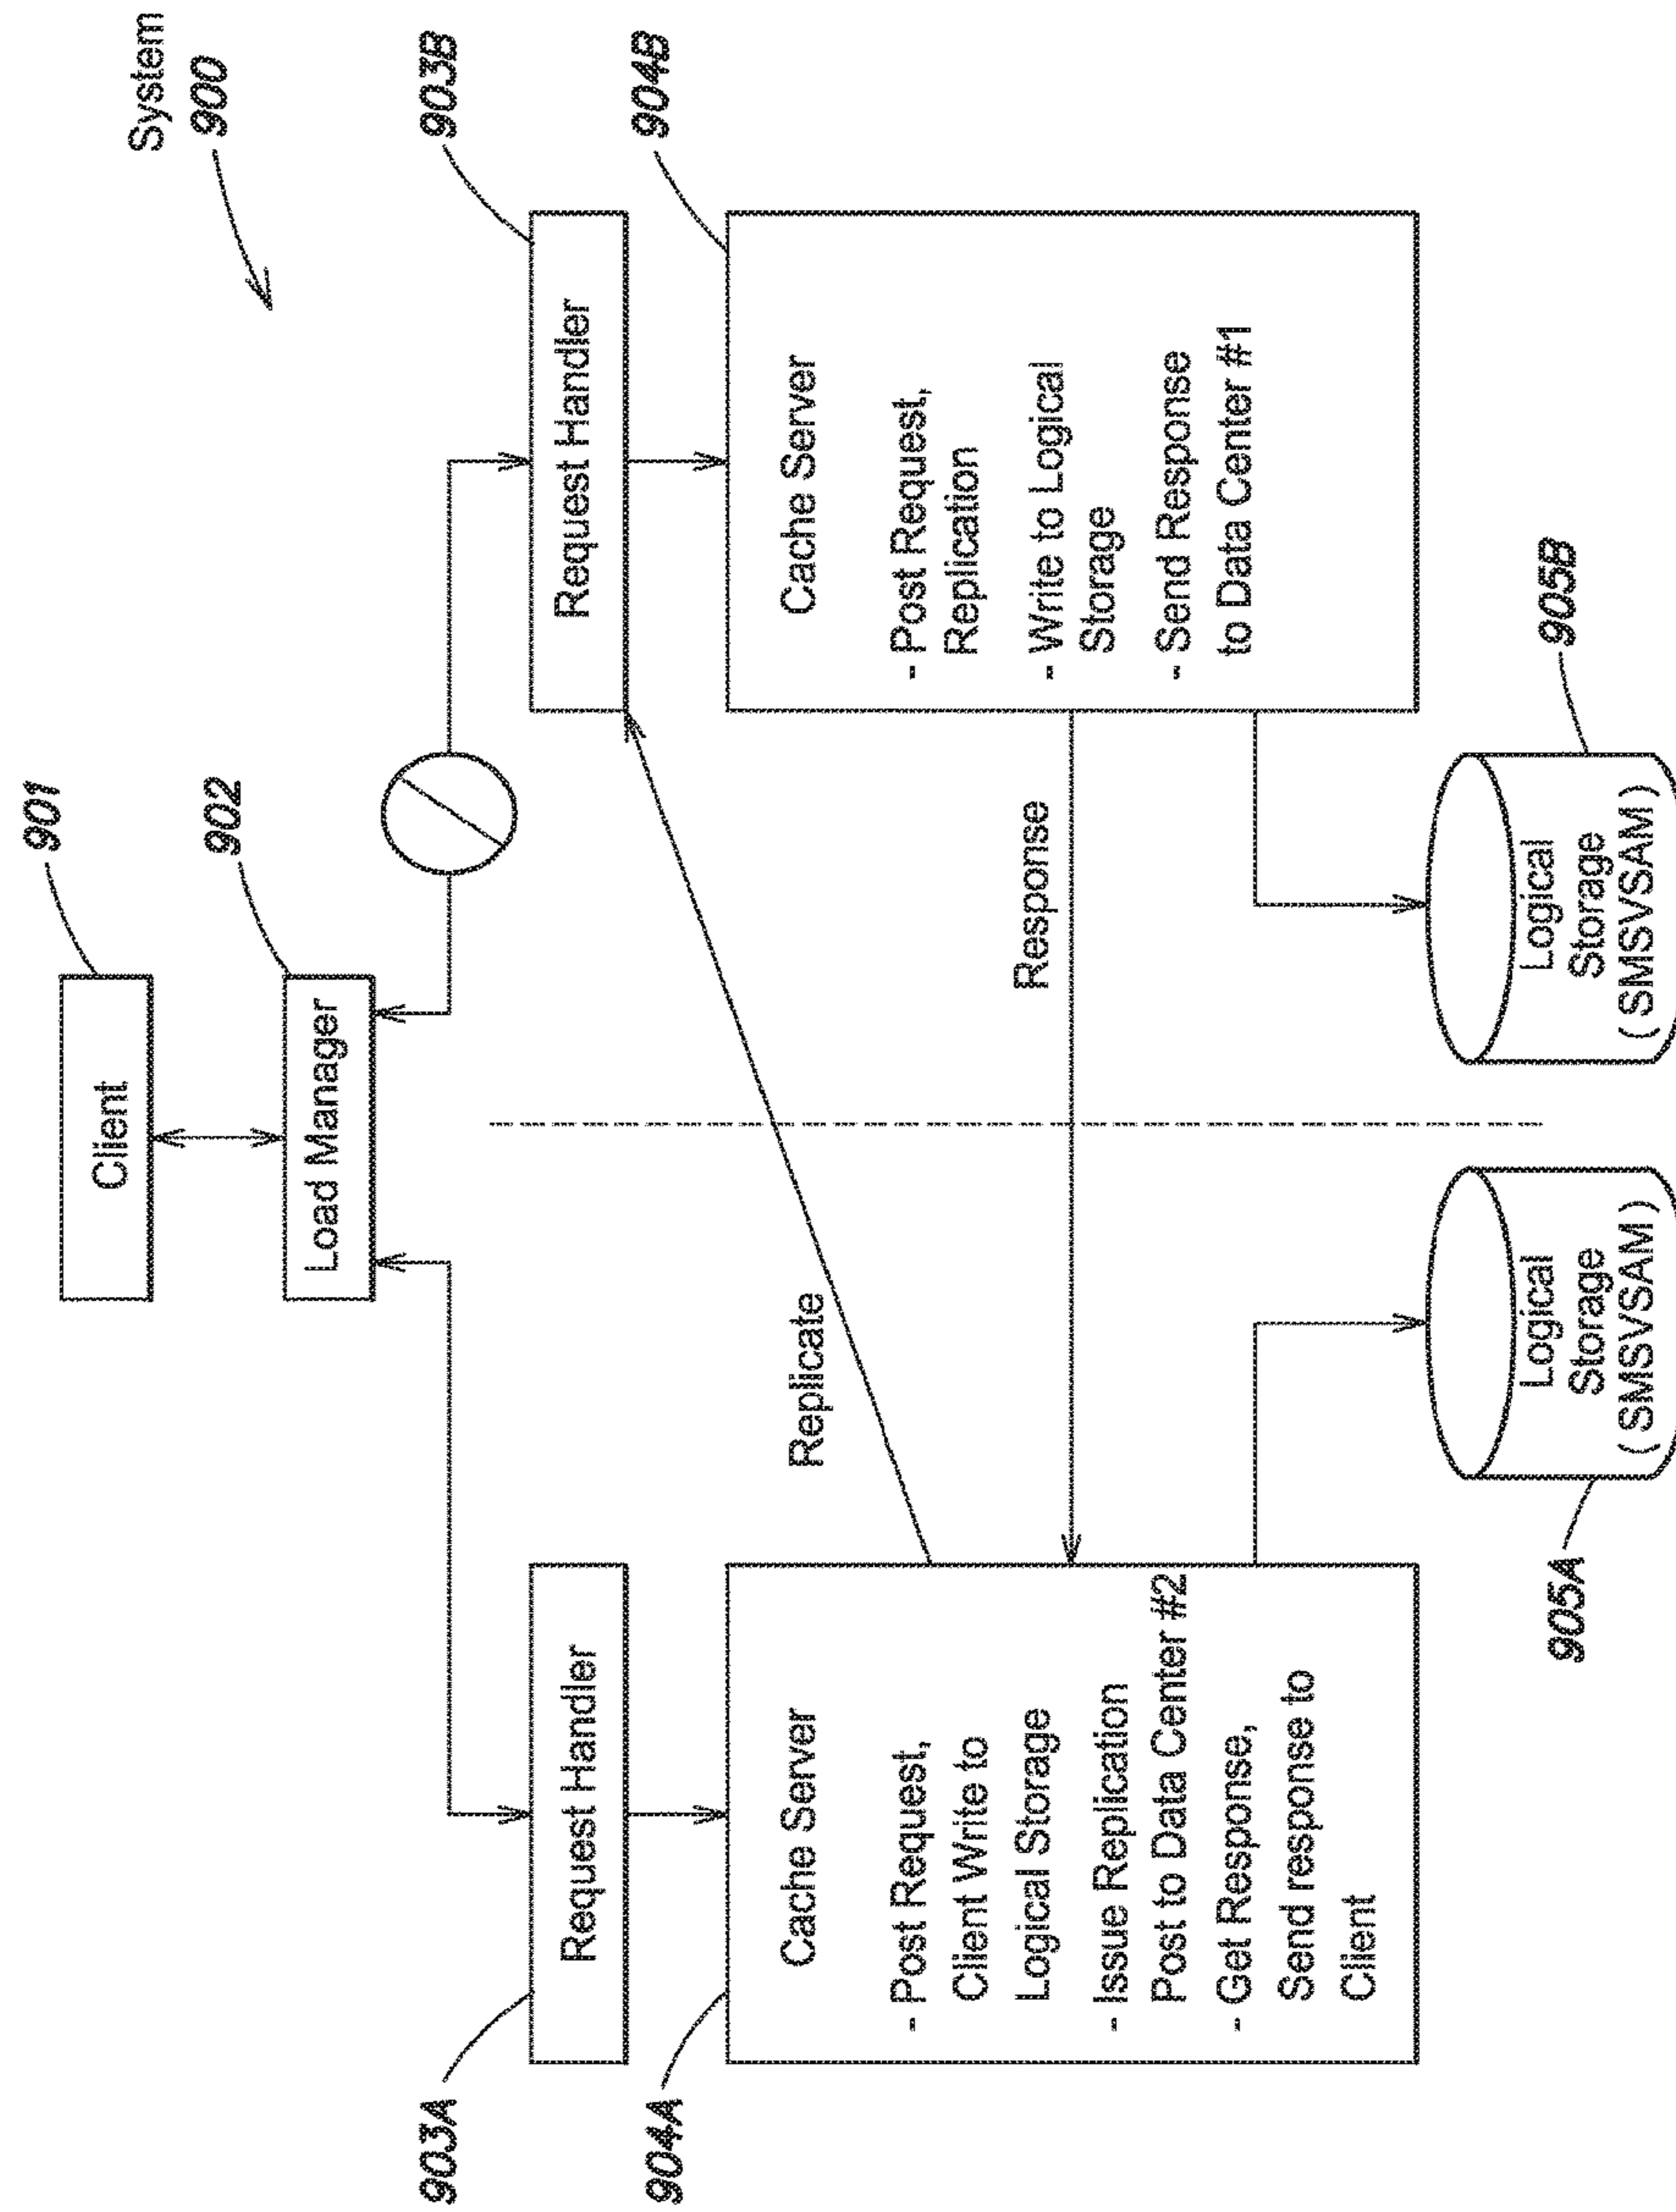 System
900
901
Client
902
Load Manager
903A
Request Handler
903B
Request Handler
904A
Cache Server
- Post Request,
Client Write to
Logical Storage
- Issue Replication
Post to Data Center #2
- Get Response,
Send response to
Client
Replicate
Response
904B
Cache Server
- Post Request,
Replication
- Write to Logical
Storage
- Send Response
to Data Center #1
905A
Logical
Storage
( SMSVSAM )
905B
Logical
Storage
( SMSVSAM )